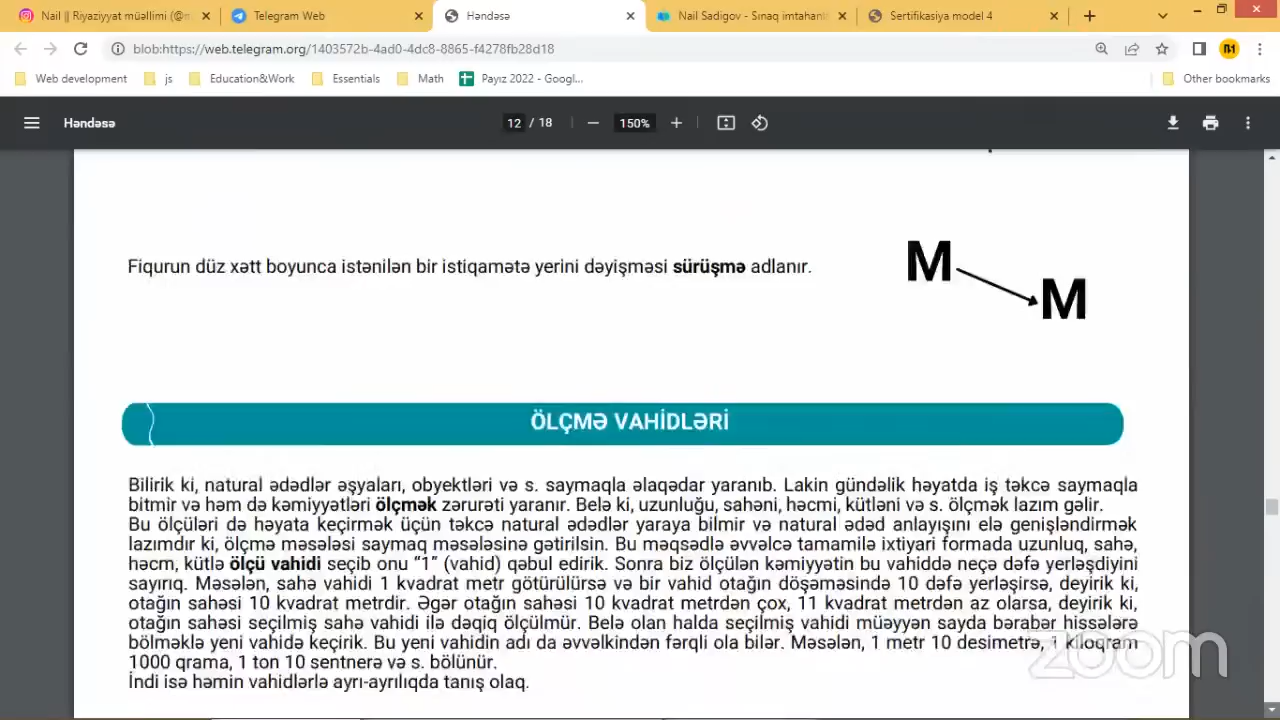 Nail || Riyaziyyat müəllimi (@n
Telegram Web
Həndəsə
Nail Sadigov - Sınaq imtahanl
Sertifikasiya model 4
blob:https://web.telegram.org/1403572b-4ad0-4dc8-8865-f4278fb28d18
Web development
js
Education&Work
Essentials
Math
Payız 2022 - Googl...
Other bookmarks
Həndəsə
12 / 18
150%
Fiqurun düz xətt boyunca istənilən bir istiqamətə yerini dəyişməsi sürüşmə adlanır.
M
M
ÖLÇMƏ VAHİDLƏRİ
Bilirik ki, natural ədədlər əşyaları, obyektləri və s. saymaqla əlaqədar yaranıb. Lakin gündəlik həyatda iş təkcə saymaqla
bitmir və həm də kəmiyyətləri ölçmək zərurəti yaranır. Belə ki, uzunluğu, sahəni, həcmi, kütləni və s. ölçmək lazım gəlir.
Bu ölçüləri də həyata keçirmək üçün təkcə natural ədədlər yaraya bilmir və natural ədəd anlayışını elə genişləndirmək
lazımdır ki, ölçmə məsələsi saymaq məsələsinə gətirilsin. Bu məqsədlə əvvəlcə tamamilə ixtiyari formada uzunluq, sahə,
həcm, kütlə ölçü vahidi seçib onu “1” (vahid) qəbul edirik. Sonra biz ölçülən kəmiyyətin bu vahiddə neçə dəfə yerləşdiyini
sayırıq. Məsələn, sahə vahidi 1 kvadrat metr götürülürsə və bir vahid otağın döşəməsində 10 dəfə yerləşirsə, deyirik ki,
otağın sahəsi 10 kvadrat metrdir. Əgər otağın sahəsi 10 kvadrat metrdən çox, 11 kvadrat metrdən az olarsa, deyirik ki,
otağın sahəsi seçilmiş sahə vahidi ilə dəqiq ölçülmür. Belə olan halda seçilmiş vahidi müəyyən sayda bərabər hissələrə
bölməklə yeni vahidə keçirik. Bu yeni vahidin adı da əvvəlkindən fərqli ola bilər. Məsələn, 1 metr 10 desimetrə, 1 kiloqram
1000 qrama, 1 ton 10 sentnerə və s. bölünür.
İndi isə həmin vahidlərlə ayrı-ayrılıqda tanış olaq.
zoom